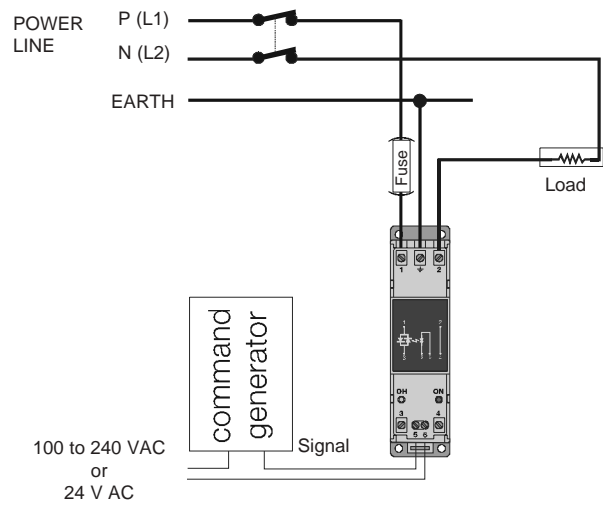 POWER
LINE
P (L1)
N (L2)
EARTH
Fuse
Load
1
2
OH
ON
3
4
5 6
command
generator
Signal
100 to 240 VAC
or
24 V AC